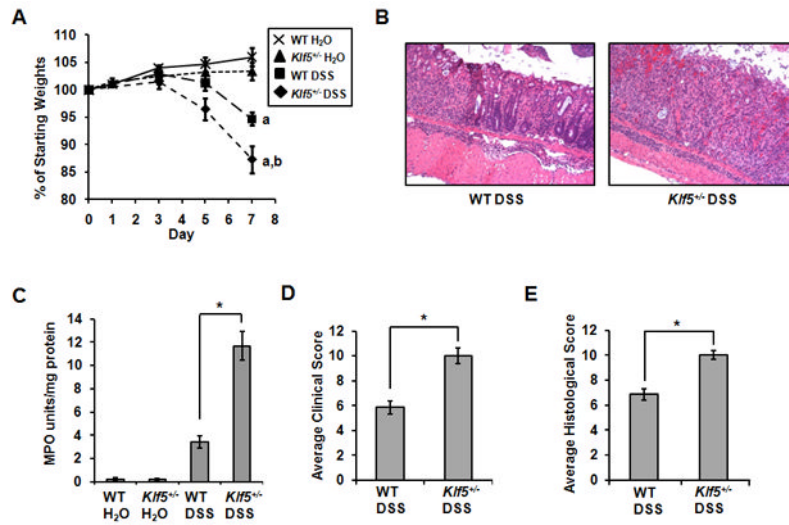 A
% of Starting Weights
110
105
100
95
90
85
80
0 1 2 3 4 5 6 7 8
Day
WT H₂O
Klf5⁺/⁻ H₂O
WT DSS
Klf5⁺/⁻ DSS
a
a,b
B
WT DSS
Klf5⁺/⁻ DSS
C
MPO units/mg protein
14
12
10
8
6
4
2
0
*
WT H₂O
Klf5⁺/⁻ H₂O
WT DSS
Klf5⁺/⁻ DSS
D
Average Clinical Score
12
10
8
6
4
2
0
*
WT DSS
Klf5⁺/⁻ DSS
E
Average Histological Score
12
10
8
6
4
2
0
*
WT DSS
Klf5⁺/⁻ DSS